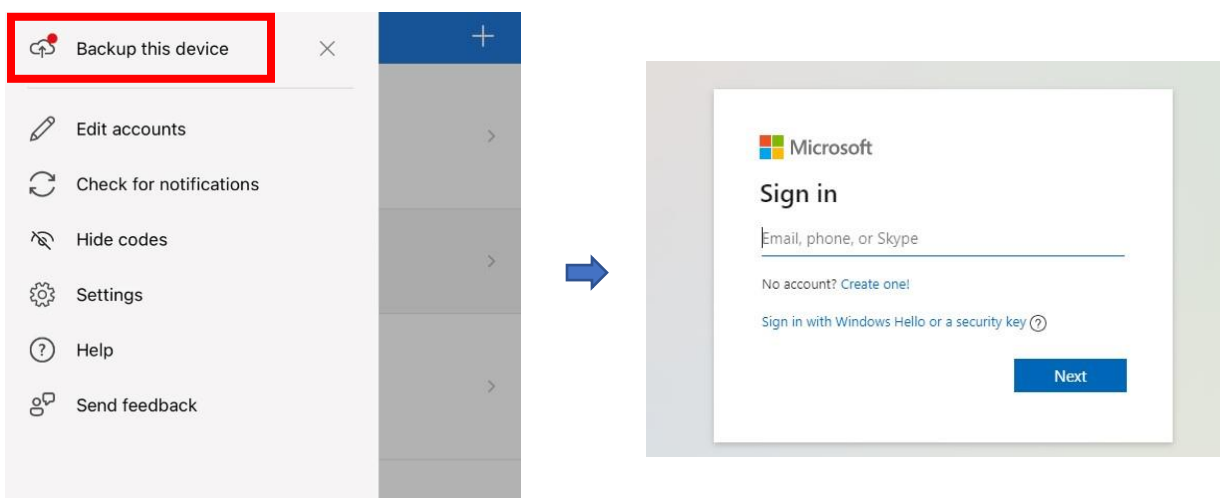 Backup this device
Edit accounts
Check for notifications
Hide codes
Settings
Help
Send feedback
Microsoft
Sign in
Email, phone, or Skype
No account? Create one!
Sign in with Windows Hello or a security key
Next